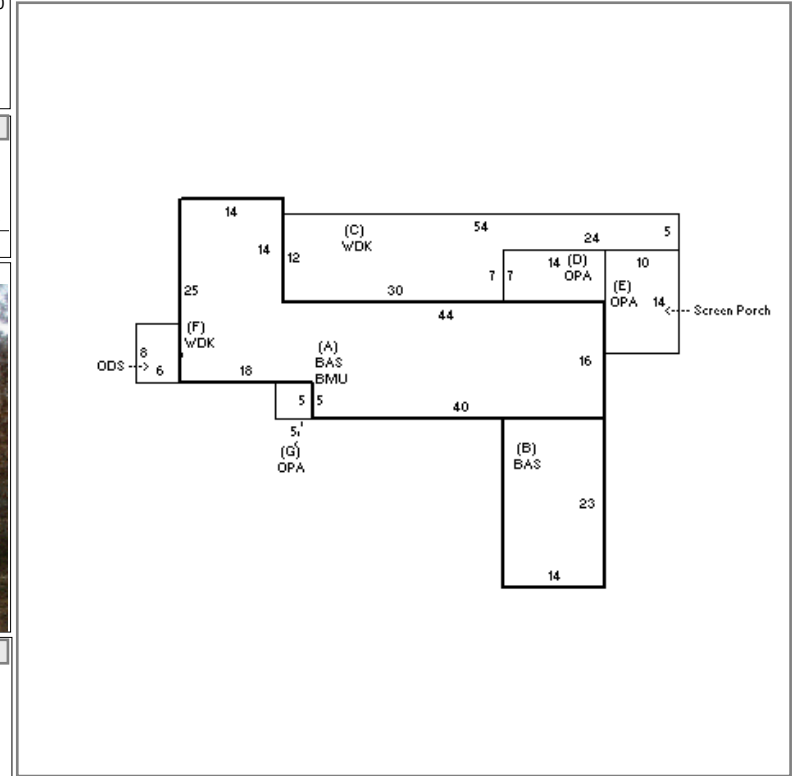 14
(C)
WDK
54
24
5
14
12
7
7
14
(D)
OPA
10
25
30
(E)
OPA
14
<--- Screen Porch
44
(F)
WDK
8
ODS --->
6
(A)
BAS
BMU
16
18
5
5
40
5
(G)
OPA
(B)
BAS
23
14